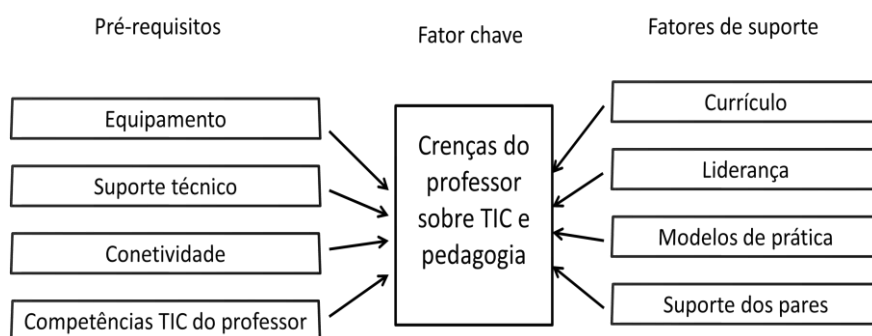 Pré-requisitos
Fator chave
Fatores de suporte
Equipamento
Suporte técnico
Conetividade
Competências TIC do professor
Crenças do
professor
sobre TIC e
pedagogia
Currículo
Liderança
Modelos de prática
Suporte dos pares